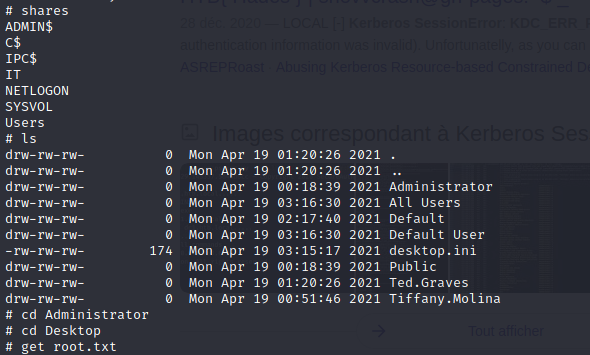 # shares
ADMIN$
C$
IPC$
IT
NETLOGON
SYSVOL
Users
# ls
drw-rw-rw-          0  Mon Apr 19 01:20:26 2021 .
drw-rw-rw-          0  Mon Apr 19 01:20:26 2021 ..
drw-rw-rw-          0  Mon Apr 19 00:18:39 2021 Administrator
drw-rw-rw-          0  Mon Apr 19 03:16:30 2021 All Users
drw-rw-rw-          0  Mon Apr 19 02:17:40 2021 Default
drw-rw-rw-          0  Mon Apr 19 03:16:30 2021 Default User
-rw-rw-rw-        174  Mon Apr 19 03:15:17 2021 desktop.ini
drw-rw-rw-          0  Mon Apr 19 00:18:39 2021 Public
drw-rw-rw-          0  Mon Apr 19 01:20:26 2021 Ted.Graves
drw-rw-rw-          0  Mon Apr 19 00:51:46 2021 Tiffany.Molina
# cd Administrator
# cd Desktop
# get root.txt
29 déc. 2020 — LOCAL [-] Kerberos SessionError: KDC_ERR_
authentication information was invalid). Unfortunatelly, as you can
ASREPRoast · Abusing Kerberos Resource-based Constrained De
Images correspondant à Kerberos Ses
Tout afficher